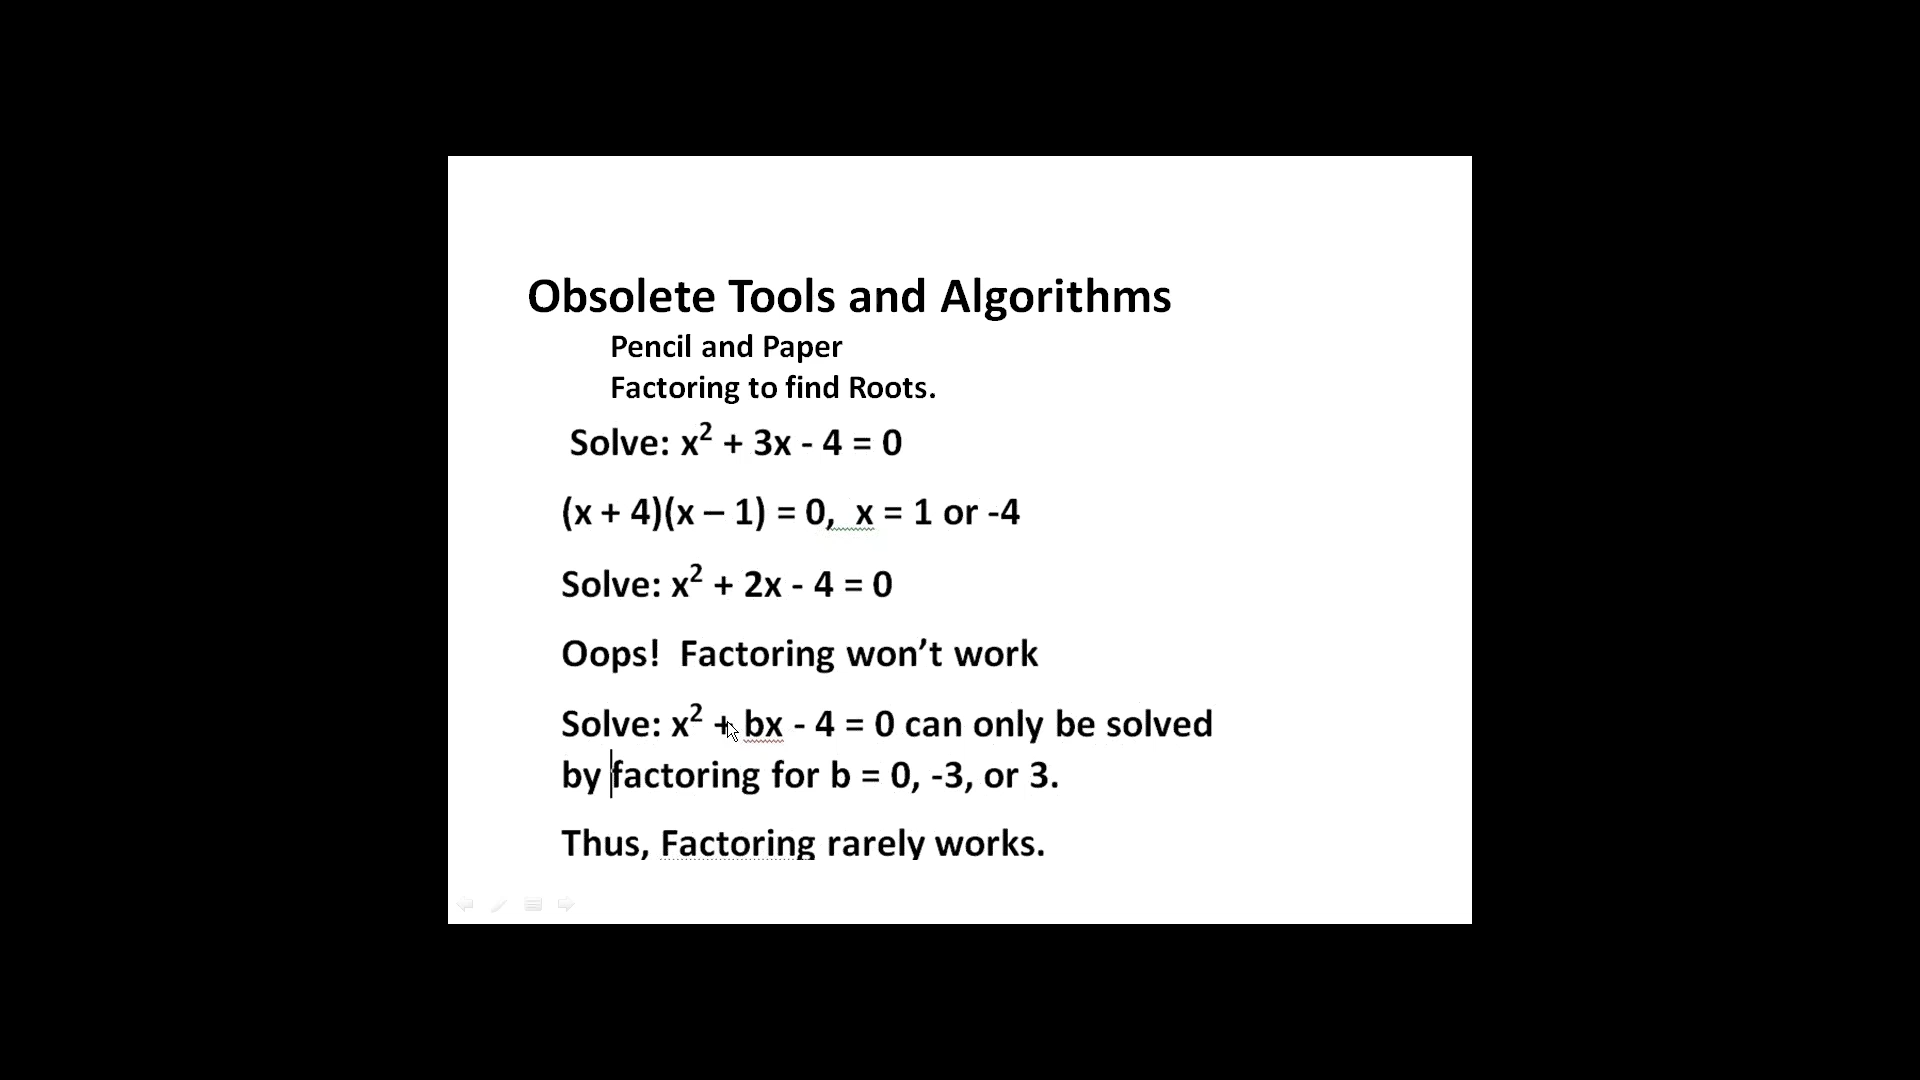 Obsolete Tools and Algorithms
Pencil and Paper
Factoring to find Roots.
Solve: x² + 3x - 4 = 0
(x + 4)(x – 1) = 0,  x = 1 or -4
Solve: x² + 2x - 4 = 0
Oops!  Factoring won’t work
Solve: x² + bx - 4 = 0 can only be solved
by factoring for b = 0, -3, or 3.
Thus, Factoring rarely works.